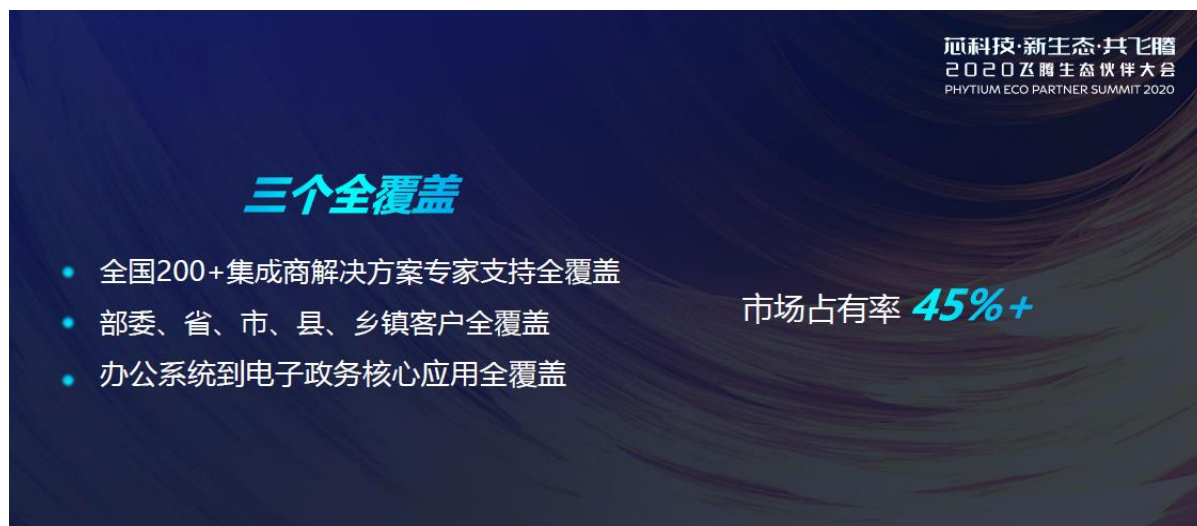 芯科技·新生态·共飞腾
2020飞腾生态伙伴大会
PHYTIUM ECO PARTNER SUMMIT 2020
三个全覆盖
全国200+集成商解决方案专家支持全覆盖
部委、省、市、县、乡镇客户全覆盖
办公系统到电子政务核心应用全覆盖
市场占有率 45%+